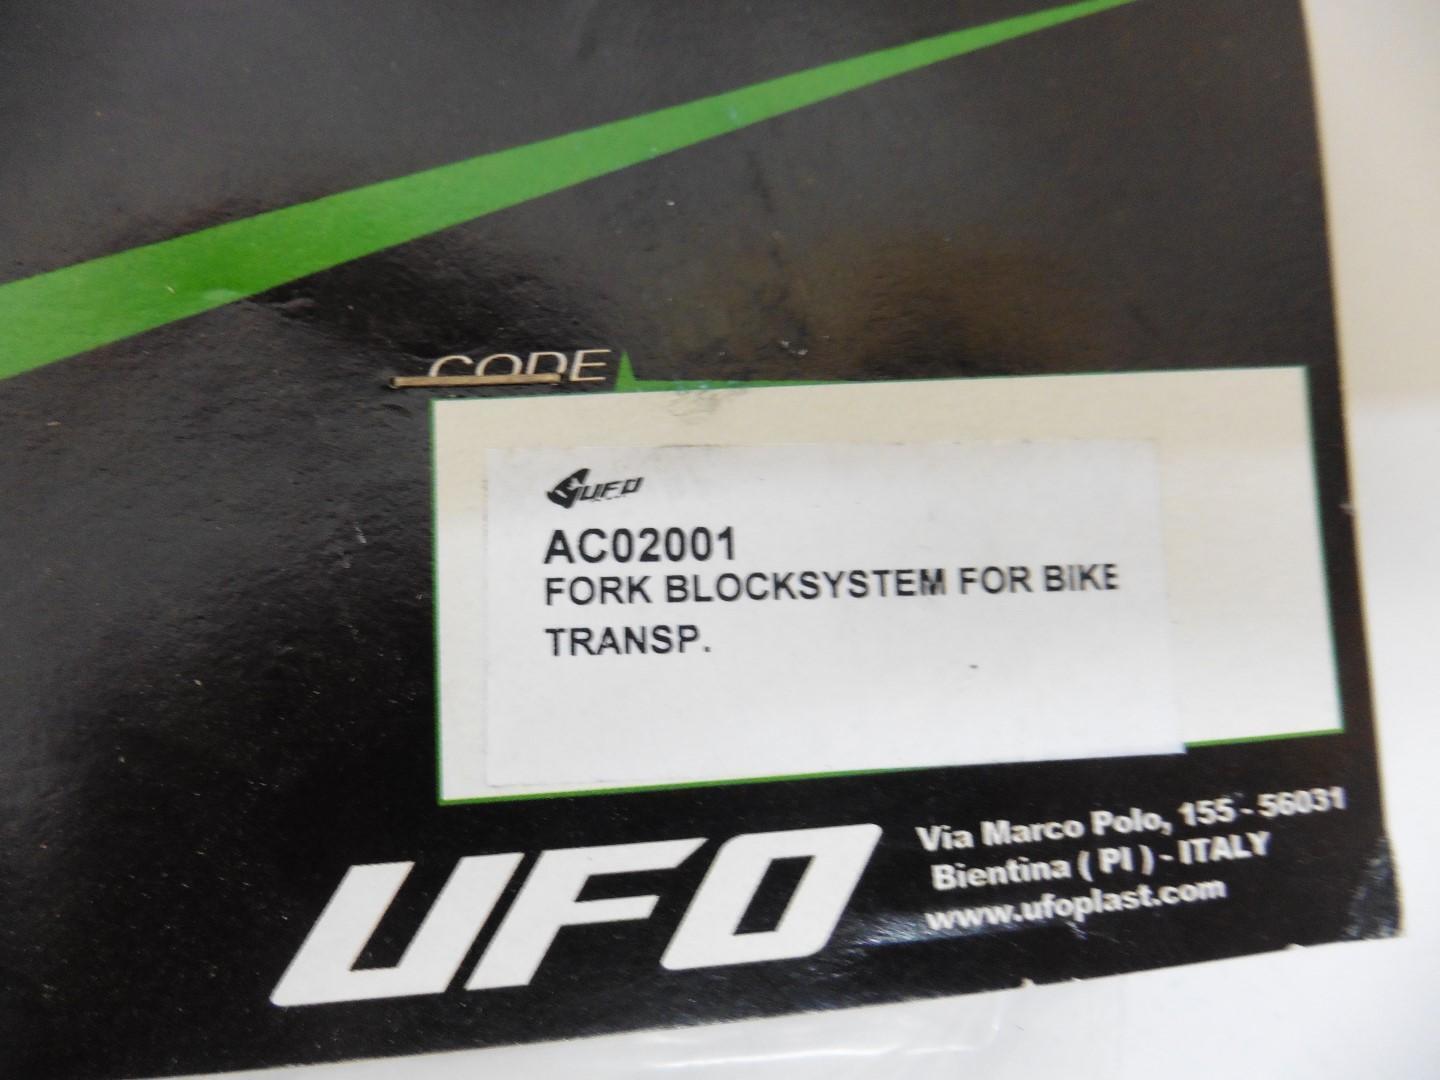 CODE
UFO
AC02001
FORK BLOCKSYSTEM FOR BIKE
TRANSP.
UFO
Via Marco Polo, 155 - 56031
Bientina ( PI ) - ITALY
www.ufoplast.com